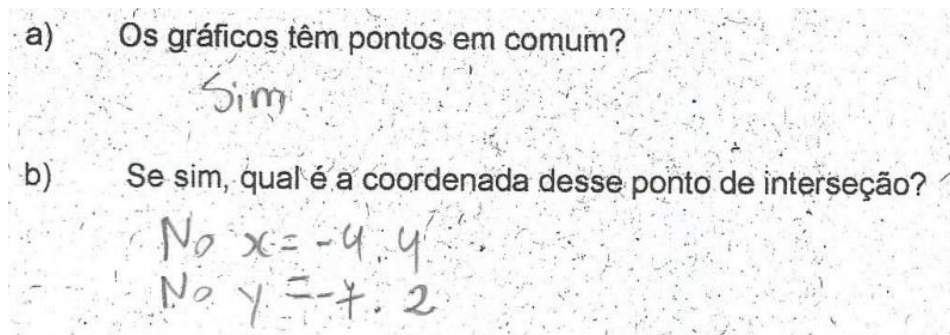 a) Os gráficos têm pontos em comum?
Sim
b) Se sim, qual é a coordenada desse ponto de interseção?
No x = -4.4
No y = -7.2